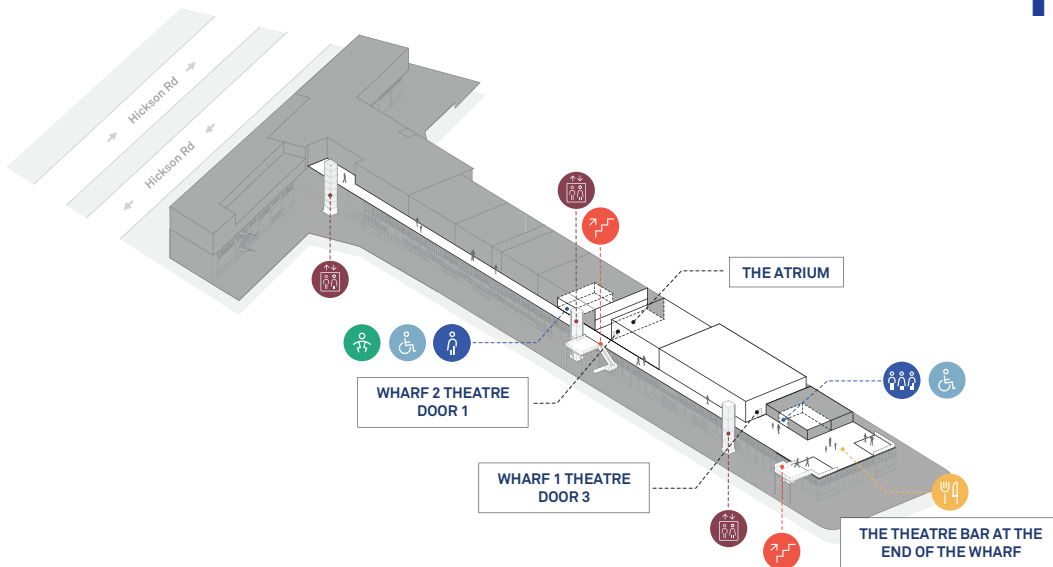 Hickson Rd
Hickson Rd
THE ATRIUM
WHARF 2 THEATRE
DOOR 1
WHARF 1 THEATRE
DOOR 3
THE THEATRE BAR AT THE
END OF THE WHARF